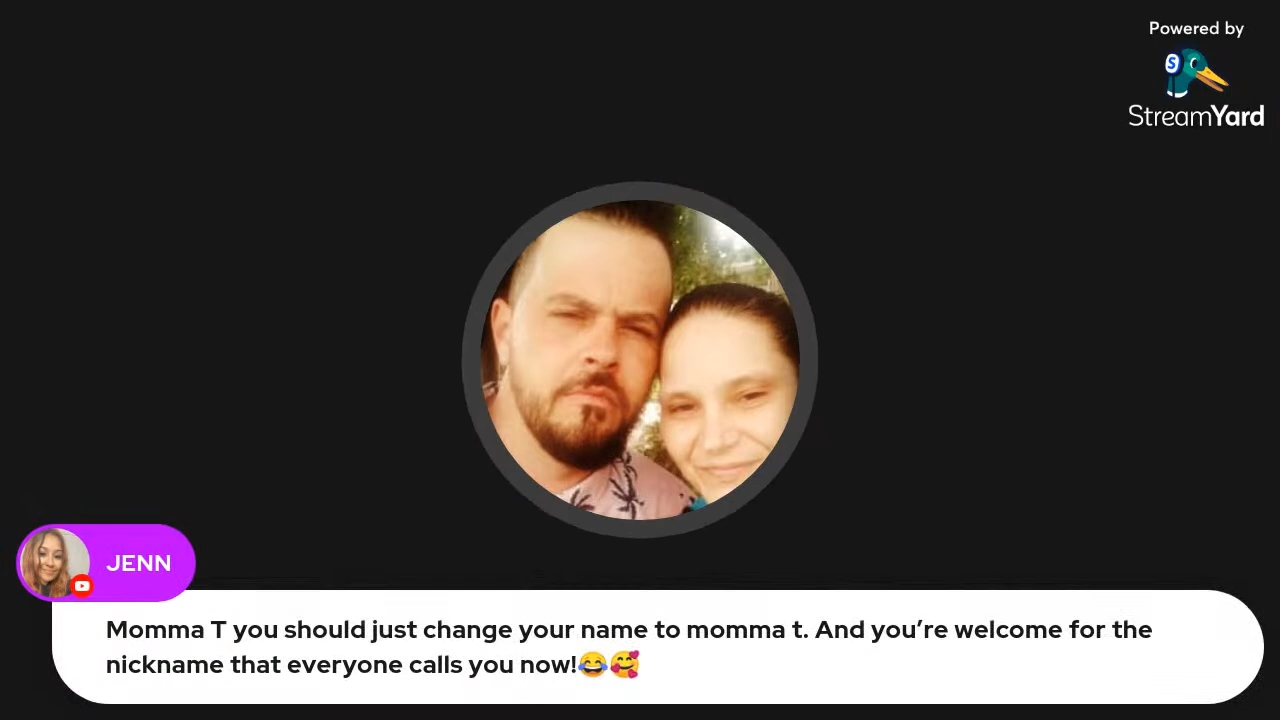 Powered by
S
StreamYard
JENN
Momma T you should just change your name to momma t. And you’re welcome for the
nickname that everyone calls you now!😂🥰